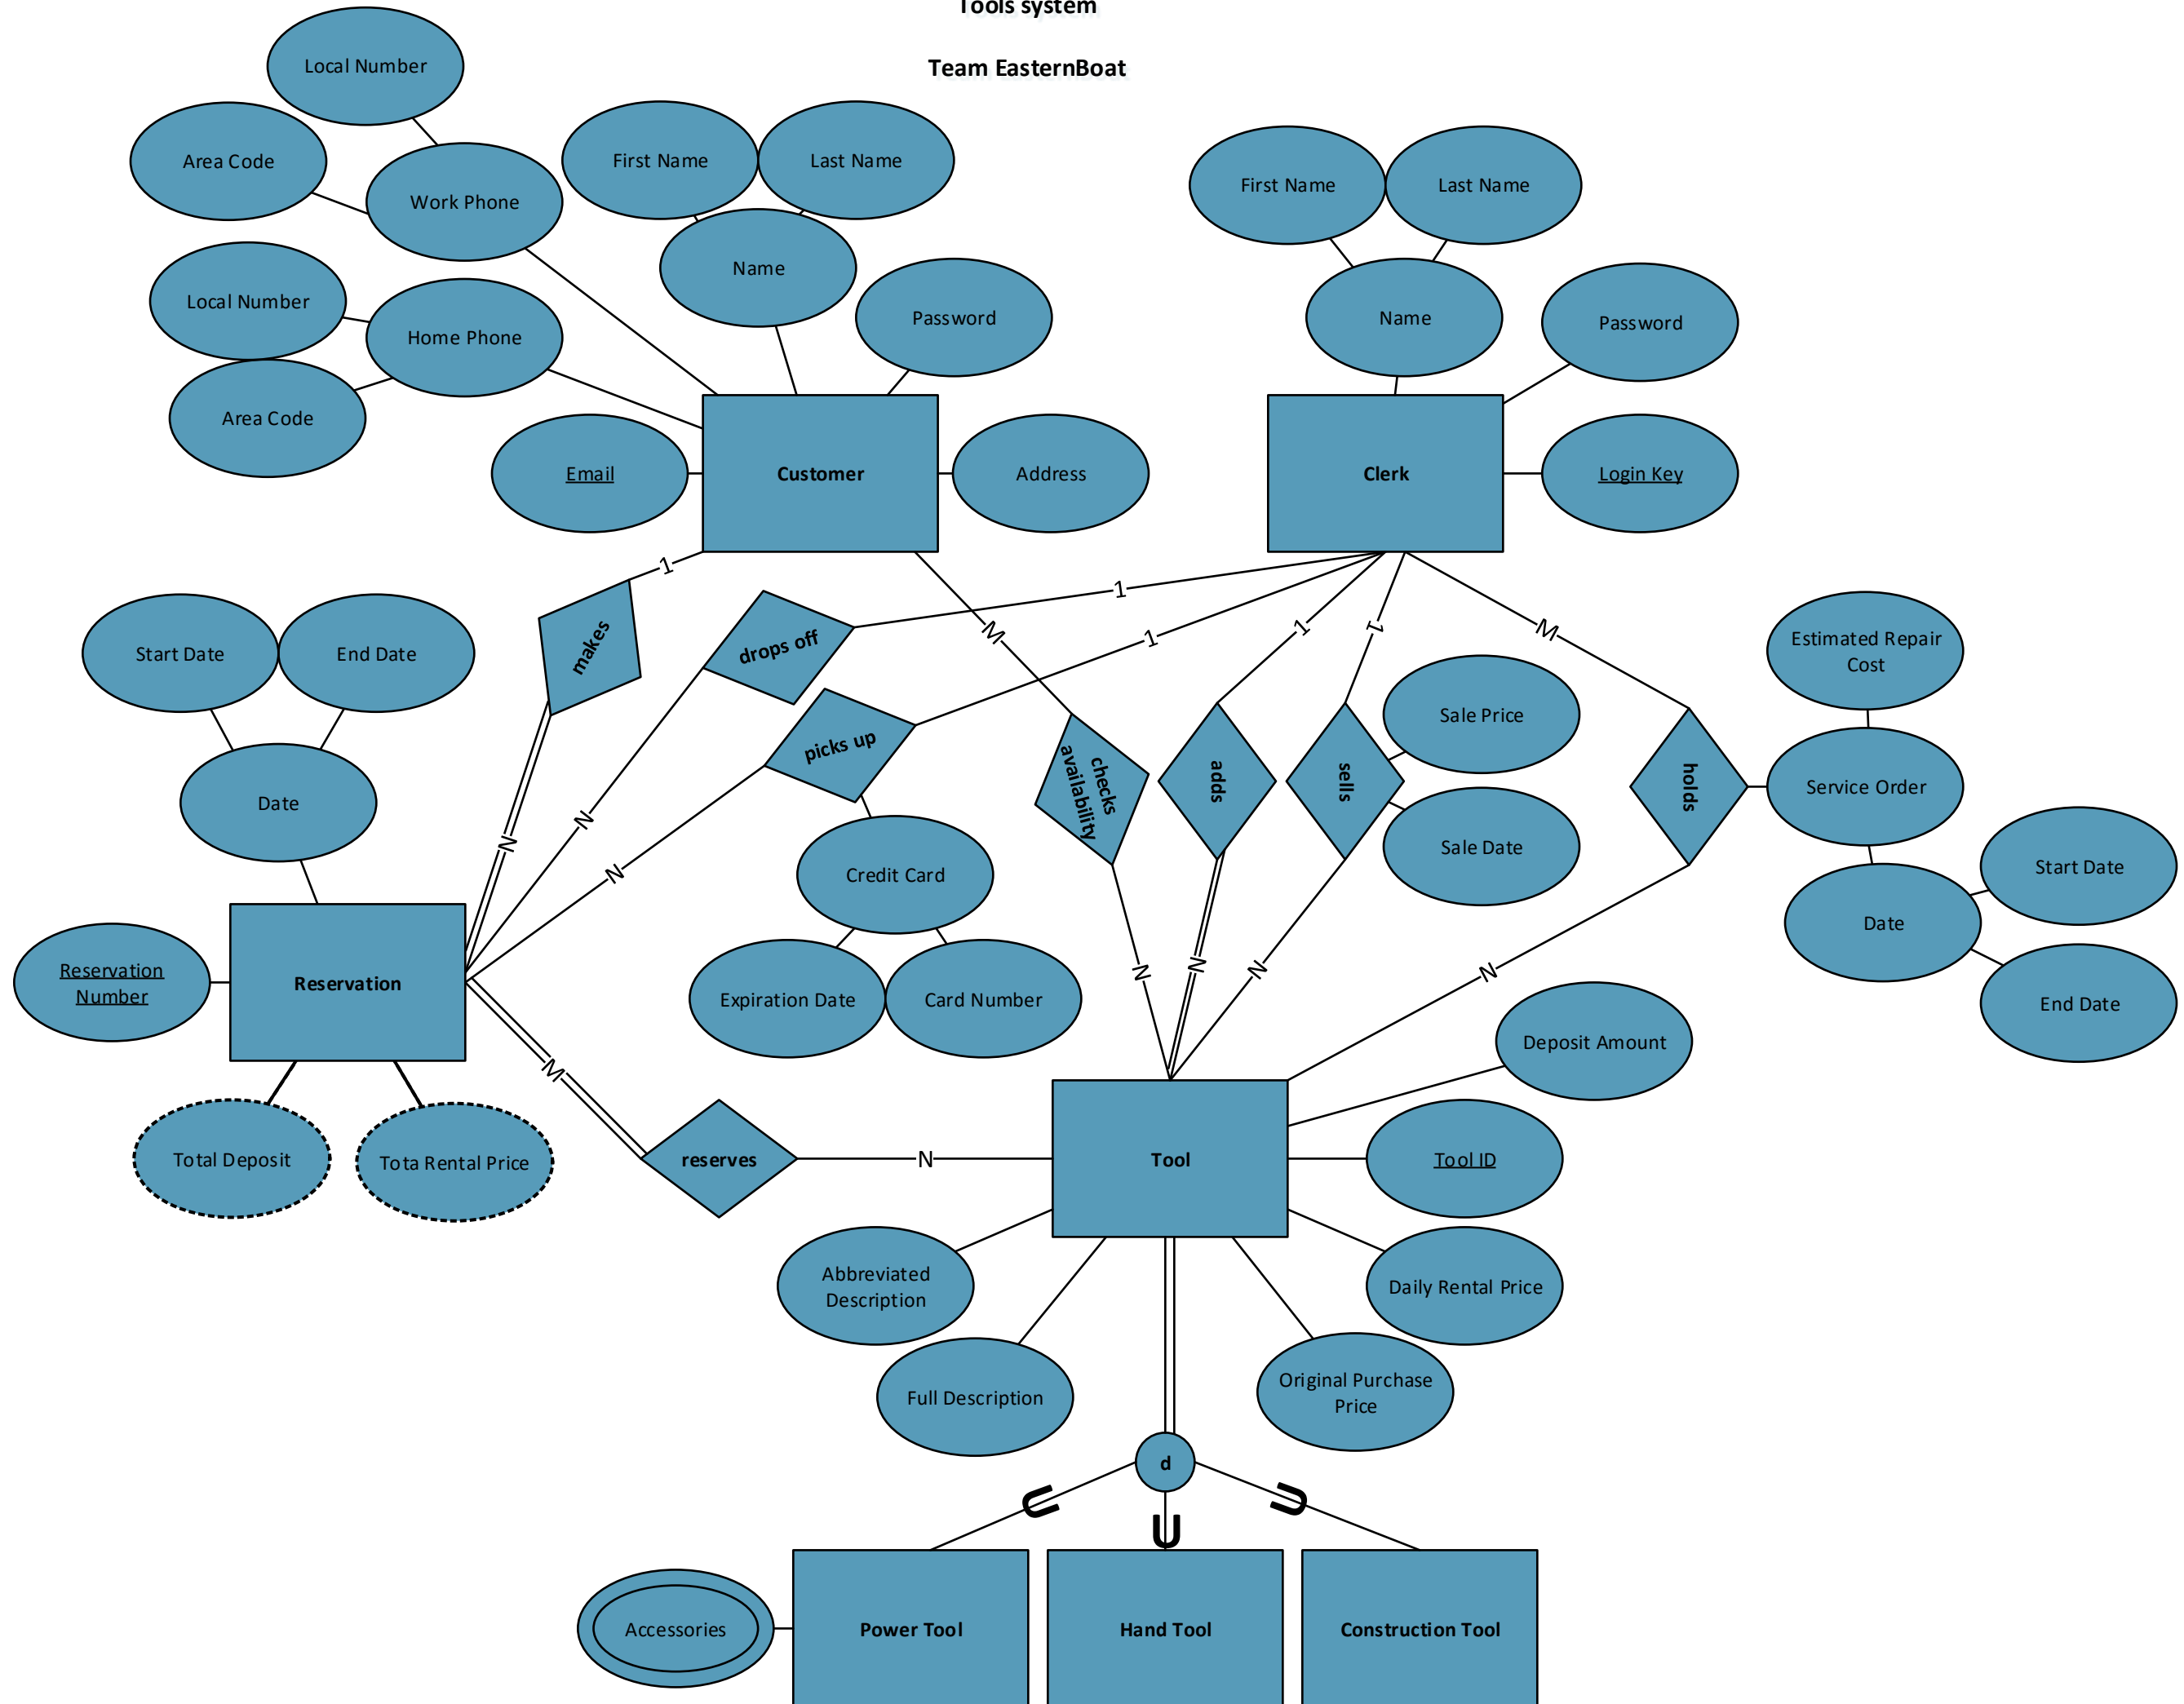 Tools system
Team EasternBoat
Local Number
Area Code
Work Phone
First Name
Last Name
Name
Password
Local Number
Home Phone
Area Code
Email
Customer
Address
First Name
Last Name
Name
Password
Clerk
Login Key
1
makes
N
drops off
1
N
picks up
1
N
M
checks
availability
N
1
adds
N
1
sells
N
M
holds
N
Sale Price
Sale Date
Estimated Repair
Cost
Service Order
Date
Start Date
End Date
Start Date
End Date
Date
Reservation
Number
Reservation
Total Deposit
Tota Rental Price
Credit Card
Expiration Date
Card Number
M
reserves
N
Tool
Deposit Amount
Tool ID
Daily Rental Price
Original Purchase
Price
Abbreviated
Description
Full Description
d
U
U
U
Accessories
Power Tool
Hand Tool
Construction Tool